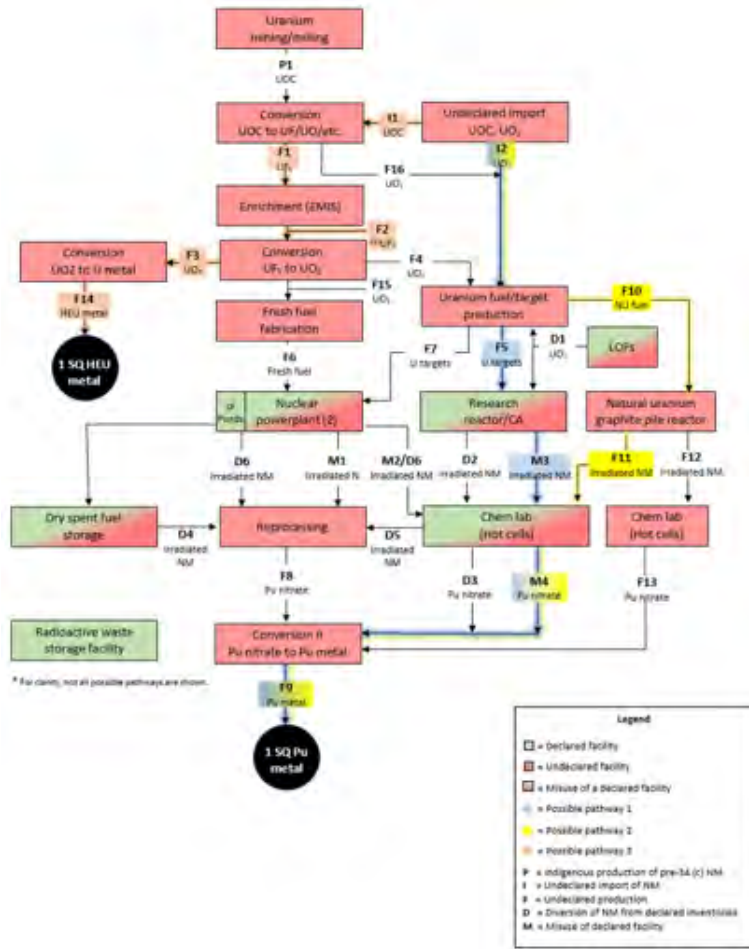 Uranium
mining/milling
P1
UOC
Conversion
UOC to UF/UO/etc.
I1
UOC
Undeclared import
UOC, UO₂
I2
F1
F16
UO₂
Enrichment (EMIS)
F2
Conversion
UO2 to U metal
F3
Conversion
UF₄ to UO₂
F4
F14
HEU metal
F15
Fresh fuel
fabrication
Uranium fuel/target
production
F10
NU fuel
1 SQ HEU
metal
F6
Fresh fuel
F7
U targets
F5
U targets
D1
LOFs
Nuclear
powerplant (2)
Research
reactor/CA
Natural uranium
graphite pile reactor
D6
Irradiated NM
M1
M2/D6
Irradiated NM
D2
Irradiated NM
M3
Irradiated NM
F11
Irradiated NM
F12
Irradiated NM
Dry spent fuel
storage
D4
Irradiated
NM
Reprocessing
D5
Irradiated
NM
Chem lab
(Hot cells)
Chem lab
(Hot cells)
F8
Pu nitrate
D3
Pu nitrate
M4
Pu nitrate
F13
Pu nitrate
Radioactive waste
storage facility
Conversion II
Pu nitrate to Pu metal
* For clarity, not all possible pathways are shown.
F9
Pu metal
1 SQ Pu
metal
Legend
= Declared facility
= Undeclared facility
= Misuse of a declared facility
= Possible pathway 1
= Possible pathway 2
= Possible pathway 3
P = Indigenous production of pre-34 (c) NM
I = Undeclared import of NM
F = Undeclared production
D = Diversion of NM from declared inventories
M = Misuse of declared facility